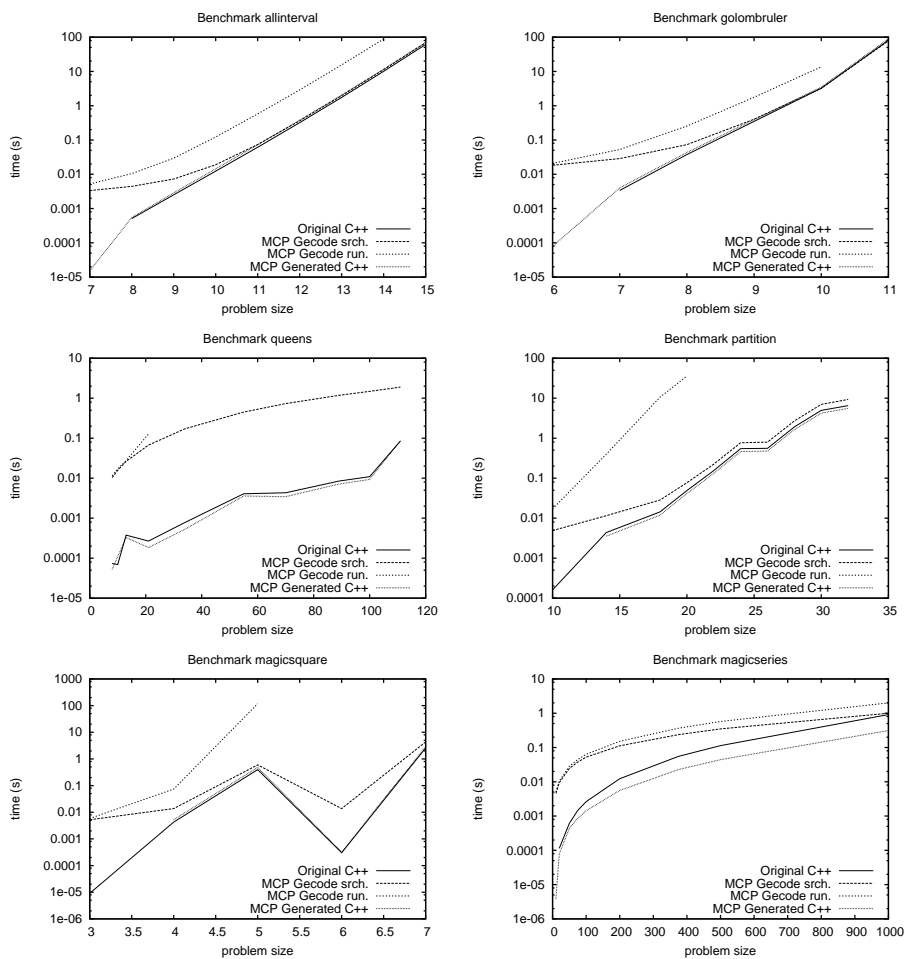 Benchmark allinterval
100
10
1
0.1
0.01
0.001
0.0001
1e-05
7 8 9 10 11 12 13 14 15
time (s)
problem size
Original C++
MCP Gecode srch.
MCP Gecode run.
MCP Generated C++
Benchmark golombruler
100
10
1
0.1
0.01
0.001
0.0001
1e-05
6 7 8 9 10 11
time (s)
problem size
Original C++
MCP Gecode srch.
MCP Gecode run.
MCP Generated C++
Benchmark queens
10
1
0.1
0.01
0.001
0.0001
1e-05
0 20 40 60 80 100 120
time (s)
problem size
Original C++
MCP Gecode srch.
MCP Gecode run.
MCP Generated C++
Benchmark partition
100
10
1
0.1
0.01
0.001
0.0001
10 15 20 25 30 35
time (s)
problem size
Original C++
MCP Gecode srch.
MCP Gecode run.
MCP Generated C++
Benchmark magicsquare
1000
100
10
1
0.1
0.01
0.001
0.0001
1e-05
1e-06
3 3.5 4 4.5 5 5.5 6 6.5 7
time (s)
problem size
Original C++
MCP Gecode srch.
MCP Gecode run.
MCP Generated C++
Benchmark magicseries
10
1
0.1
0.01
0.001
0.0001
1e-05
1e-06
0 100 200 300 400 500 600 700 800 900 1000
time (s)
problem size
Original C++
MCP Gecode srch.
MCP Gecode run.
MCP Generated C++